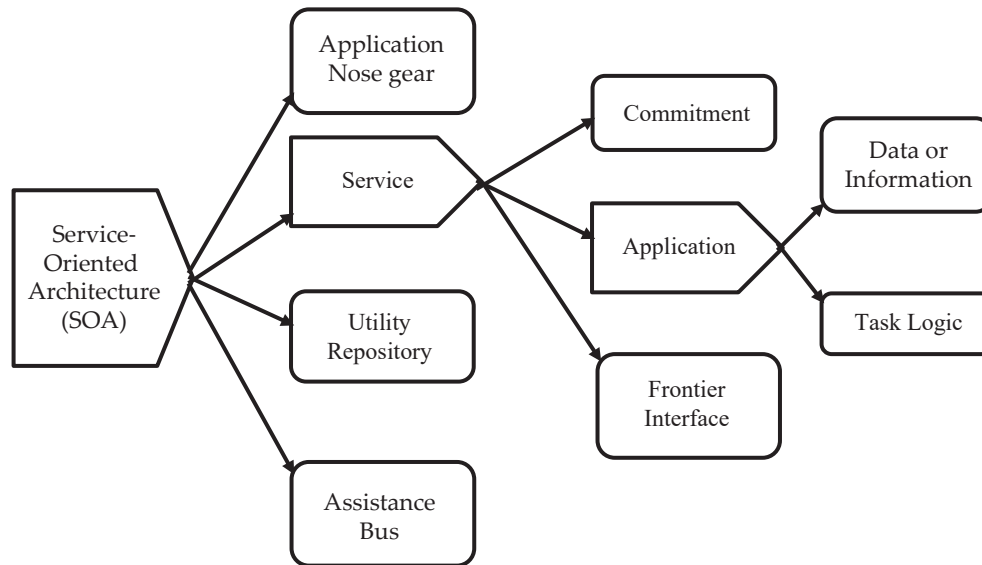 Application
Nose gear
Commitment
Data or
Information
Service
Service-
Oriented
Architecture
(SOA)
Application
Utility
Repository
Task Logic
Frontier
Interface
Assistance
Bus